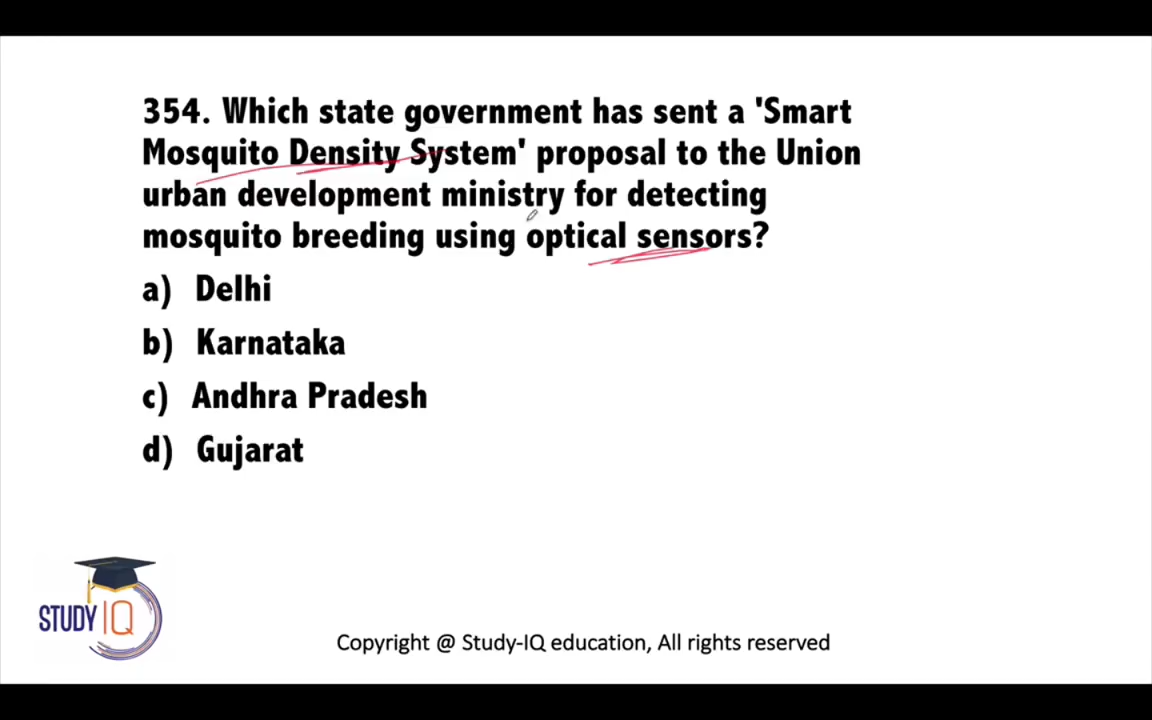 354. Which state government has sent a 'Smart
Mosquito Density System' proposal to the Union
urban development ministry for detecting
mosquito breeding using optical sensors?
a) Delhi
b) Karnataka
c) Andhra Pradesh
d) Gujarat
STUDY IQ
Copyright @ Study-IQ education, All rights reserved